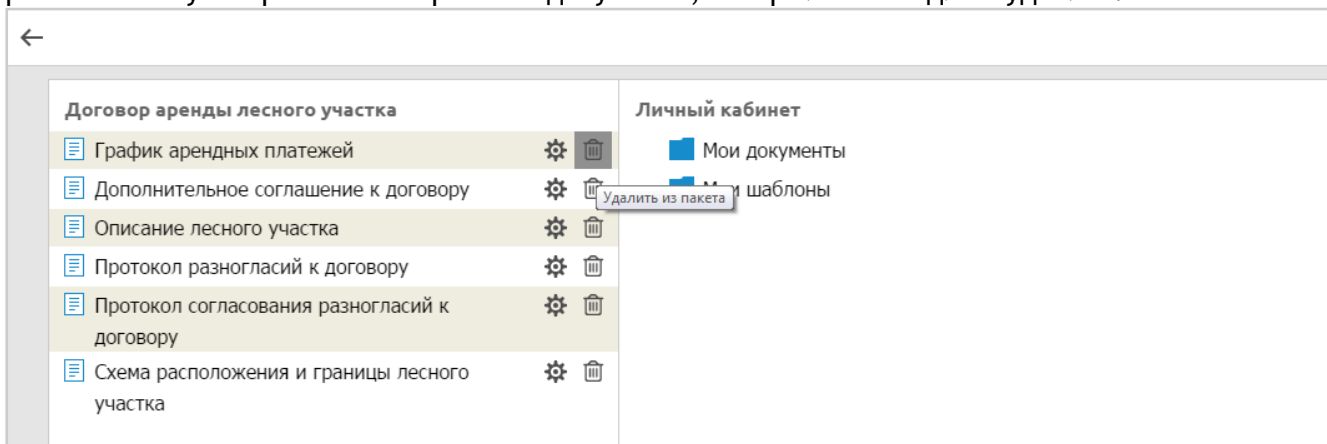 Договор аренды лесного участка
График арендных платежей
Дополнительное соглашение к договору
Описание лесного участка
Протокол разногласий к договору
Протокол согласования разногласий к
договору
Схема расположения и границы лесного
участка
Личный кабинет
Мои документы
шаблоны
Удалить из пакета